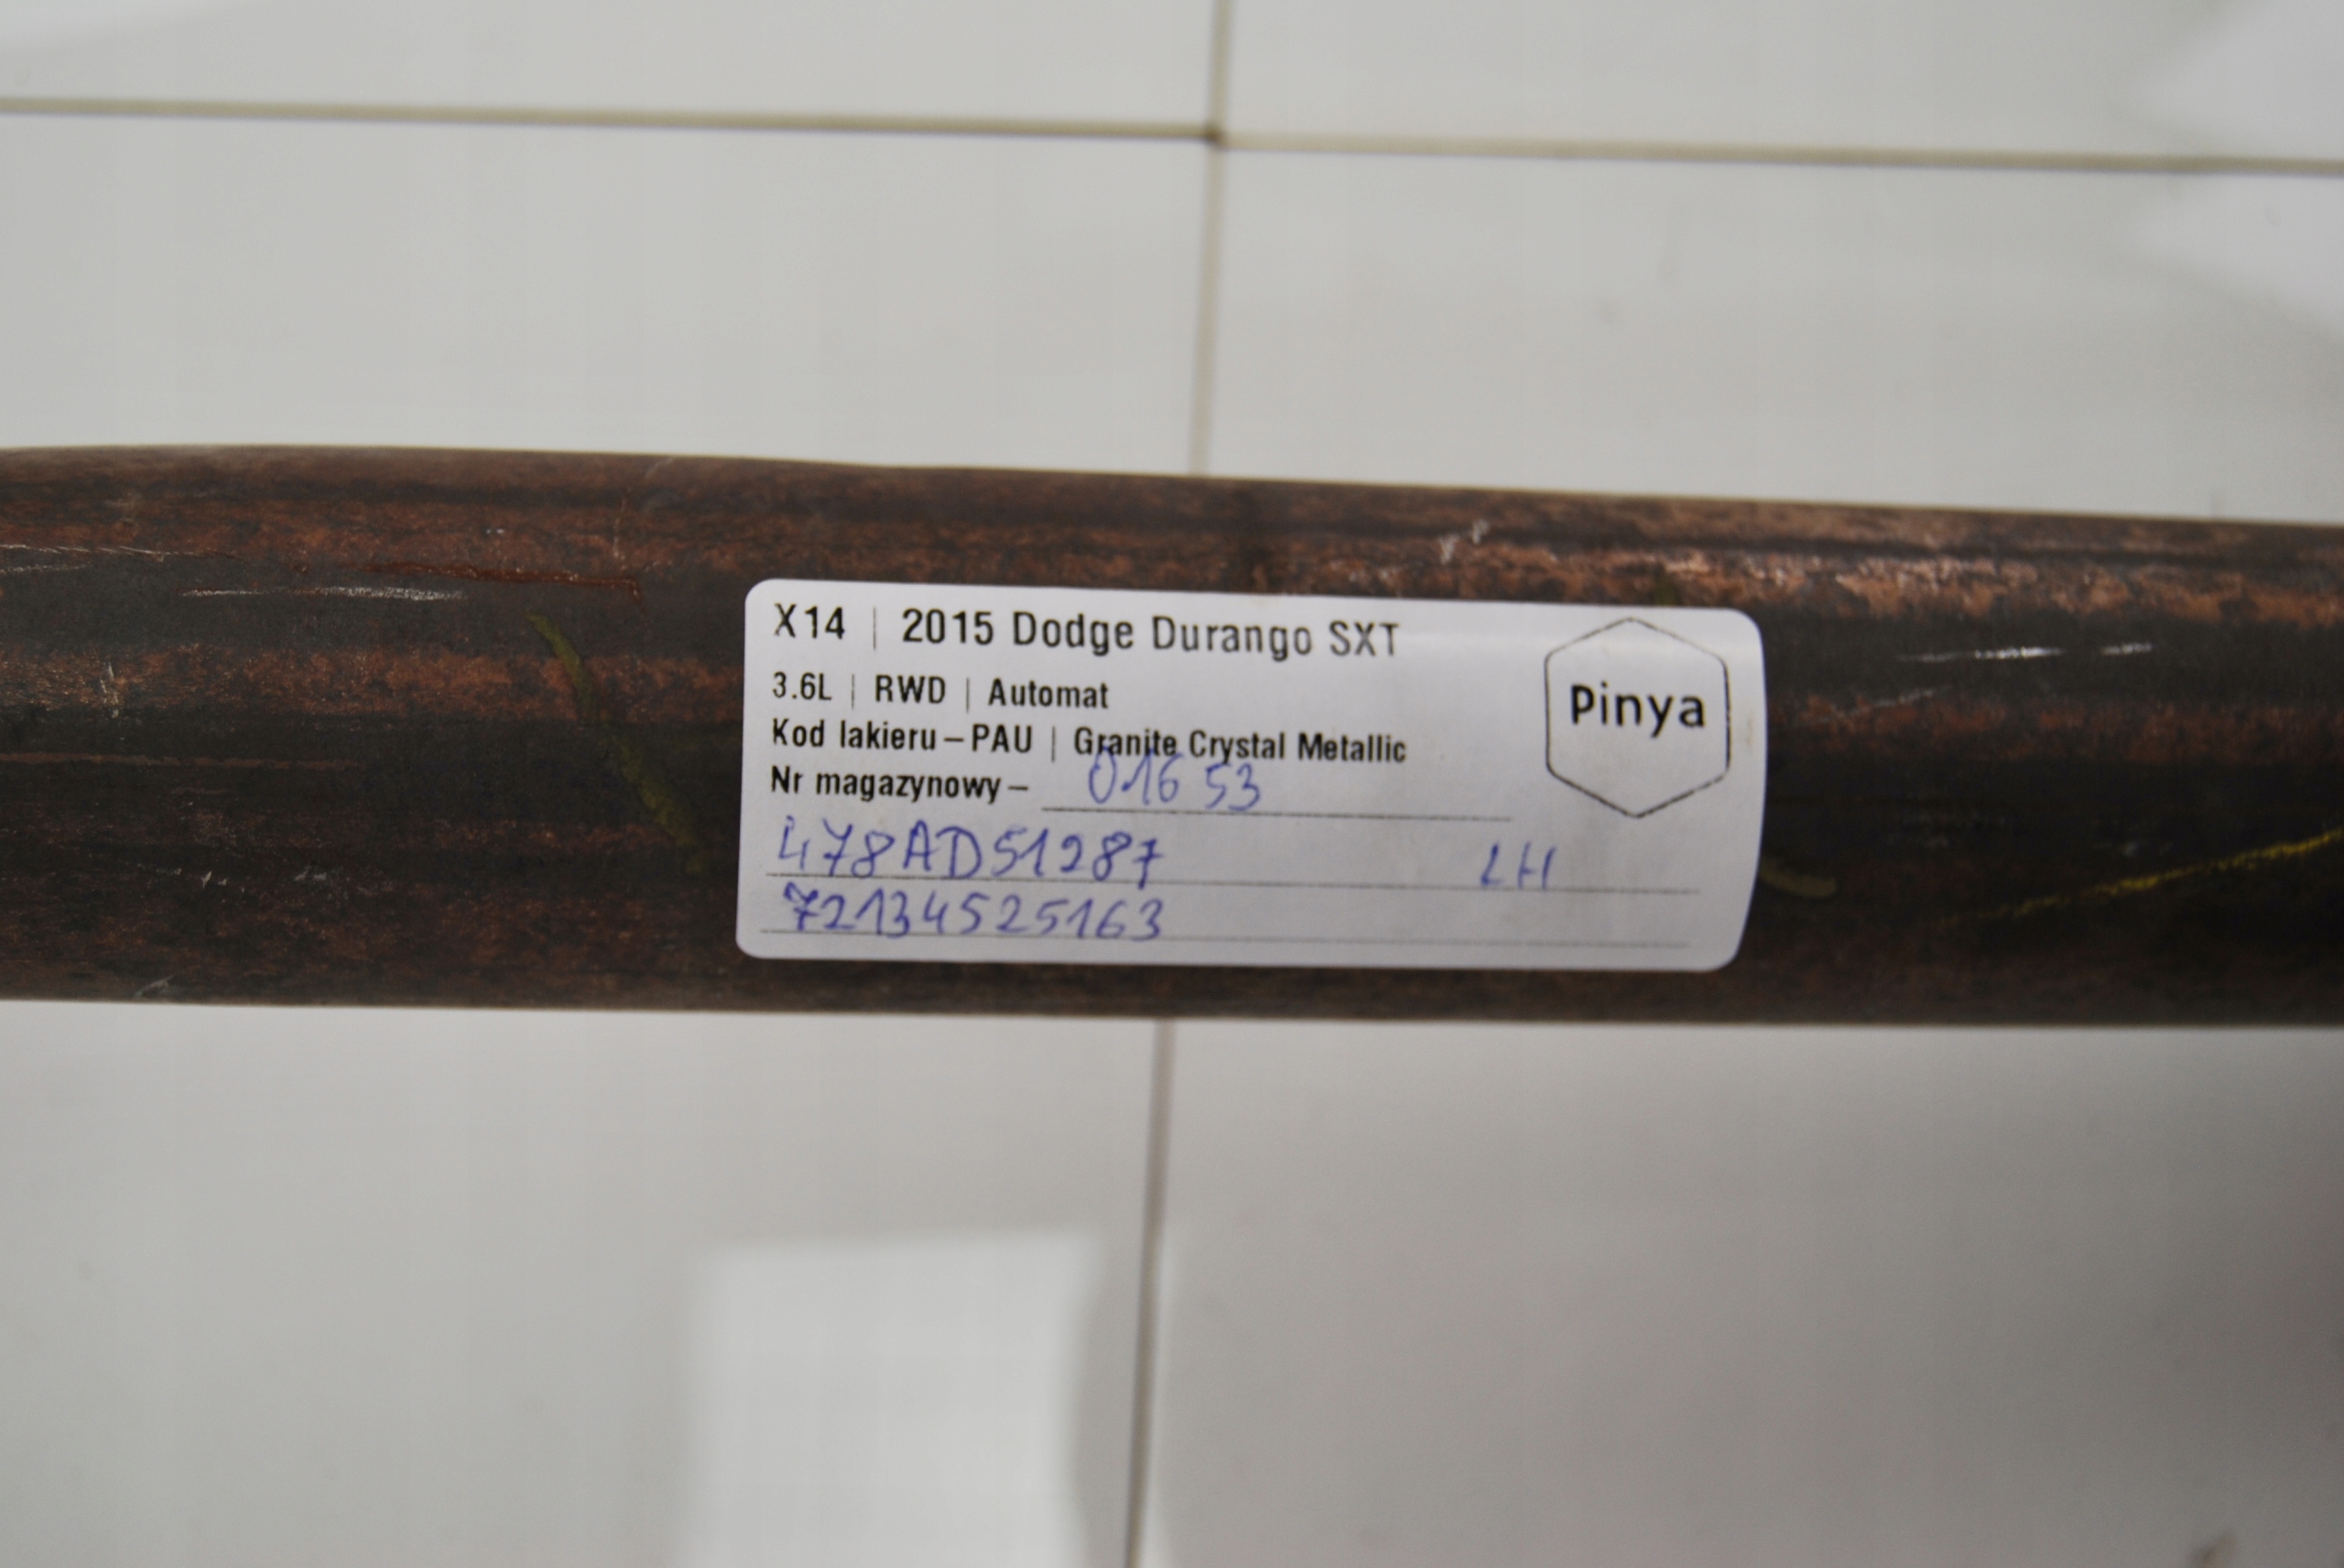 X14 | 2015 Dodge Durango SXT
3.6L | RWD | Automat
Kod lakieru – PAU | Granite Crystal Metallic
Nr magazynowy – 01653
478AD51287 LH
72134525163
Pinya